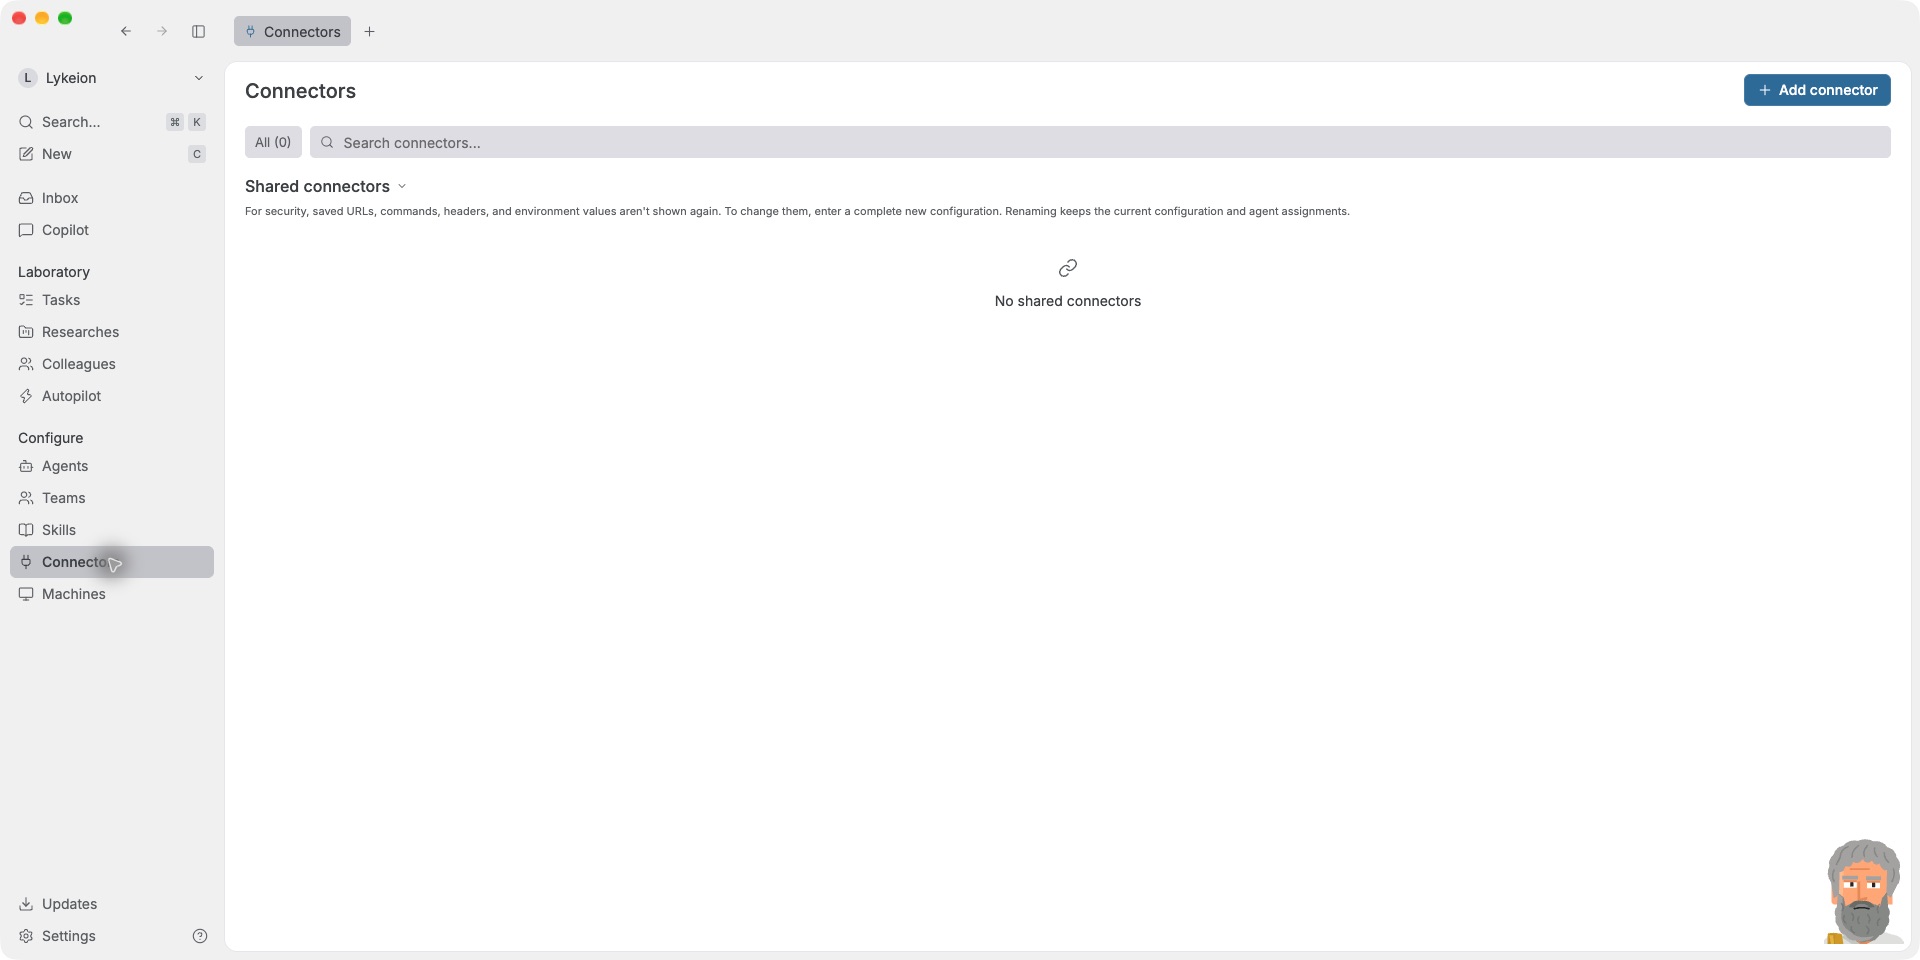 Connectors
L Lykeion
Search... ⌘ K
New C
Inbox
Copilot
Laboratory
Tasks
Researches
Colleagues
Autopilot
Configure
Agents
Teams
Skills
Connecto
Machines
Updates
Settings
Connectors
Add connector
All (0)
Search connectors...
Shared connectors
For security, saved URLs, commands, headers, and environment values aren't shown again. To change them, enter a complete new configuration. Renaming keeps the current configuration and agent assignments.
No shared connectors